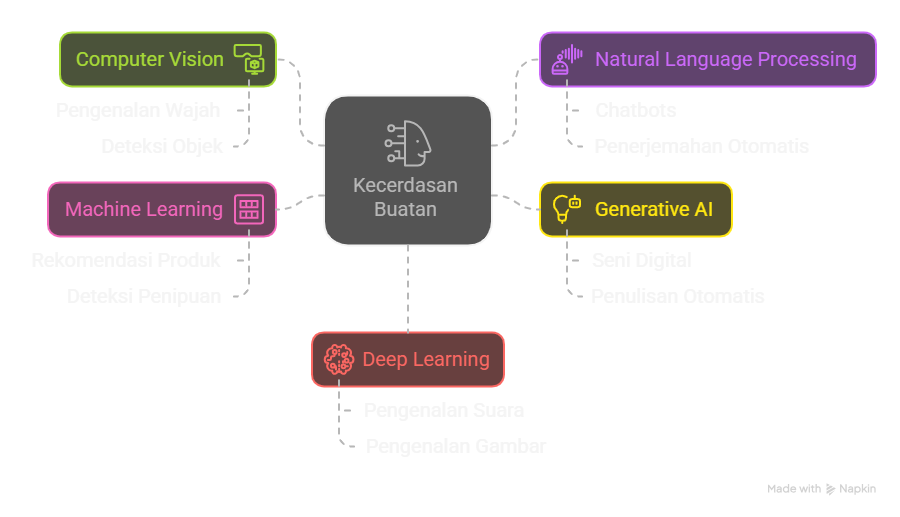 Computer Vision
Pengenalan Wajah
Deteksi Objek
Machine Learning
Rekomendasi Produk
Deteksi Penipuan
Kecerdasan
Buatan
Natural Language Processing
Chatbots
Penerjemahan Otomatis
Generative AI
Seni Digital
Penulisan Otomatis
Deep Learning
Pengenalan Suara
Pengenalan Gambar
Made with Napkin